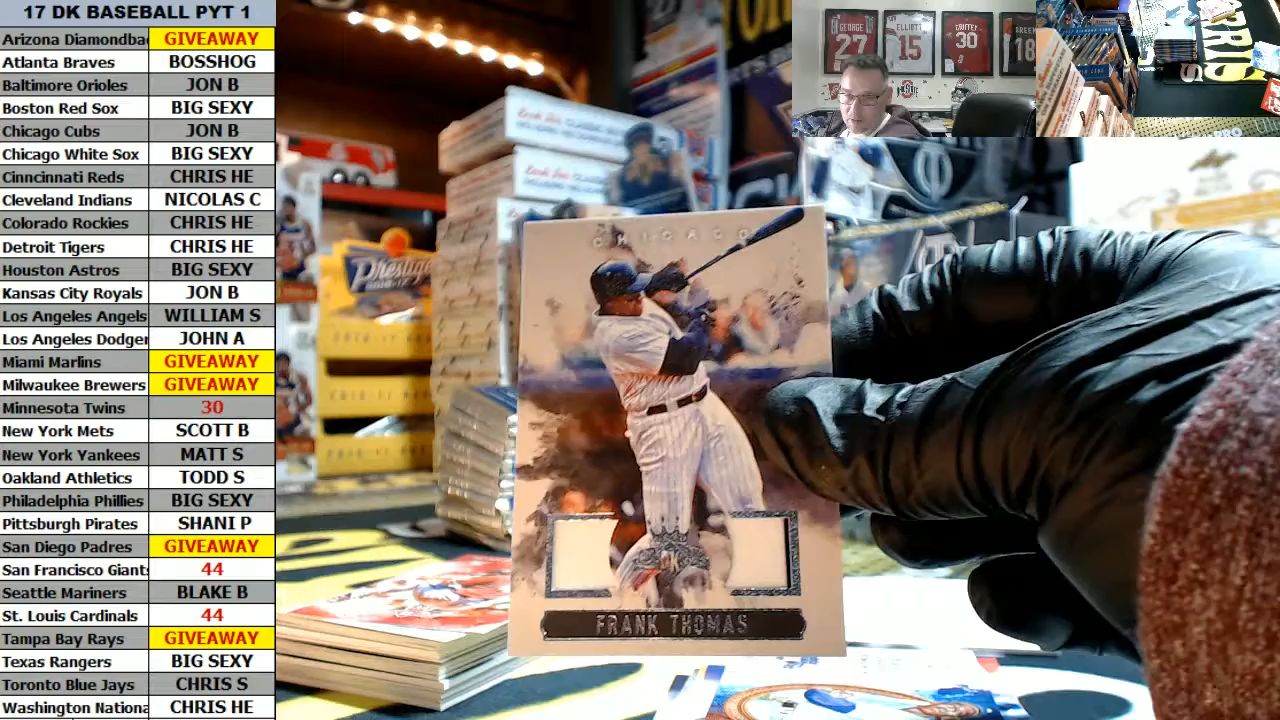 17 DK BASEBALL PYT 1
Arizona Diamondba GIVEAWAY
Atlanta Braves BOSSHOG
Baltimore Orioles JON B
Boston Red Sox BIG SEXY
Chicago Cubs JON B
Chicago White Sox BIG SEXY
Cinncinnati Reds CHRIS HE
Cleveland Indians NICOLAS C
Colorado Rockies CHRIS HE
Detroit Tigers CHRIS HE
Houston Astros BIG SEXY
Kansas City Royals JON B
Los Angeles Angels WILLIAM S
Los Angeles Dodger JOHN A
Miami Marlins GIVEAWAY
Milwaukee Brewers GIVEAWAY
Minnesota Twins 30
New York Mets SCOTT B
New York Yankees MATT S
Oakland Athletics TODD S
Philadelphia Phillies BIG SEXY
Pittsburgh Pirates SHANI P
San Diego Padres GIVEAWAY
San Francisco Giants 44
Seattle Mariners BLAKE B
St. Louis Cardinals 44
Tampa Bay Rays GIVEAWAY
Texas Rangers BIG SEXY
Toronto Blue Jays CHRIS S
Washington Nationa CHRIS HE
GEORGE
27
ELLIOTT
15
GRIFFEY
30
GREEN
18
Prestige
CHICAGO
FRANK THOMAS